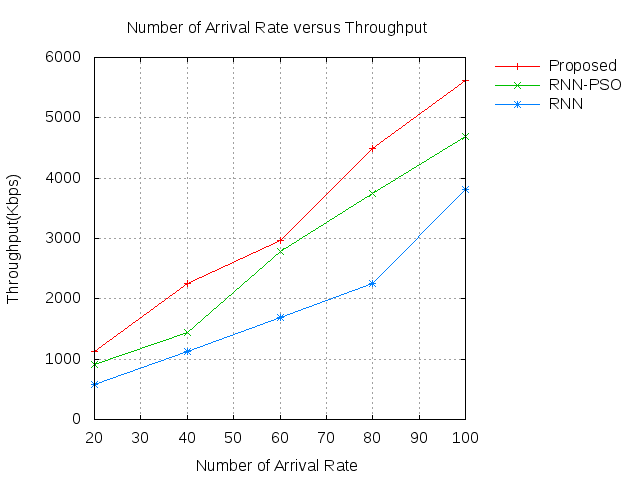 Number of Arrival Rate versus Throughput
Proposed
RNN-PSO
RNN
6000
5000
4000
3000
2000
1000
0
Throughput(Kbps)
20 30 40 50 60 70 80 90 100
Number of Arrival Rate